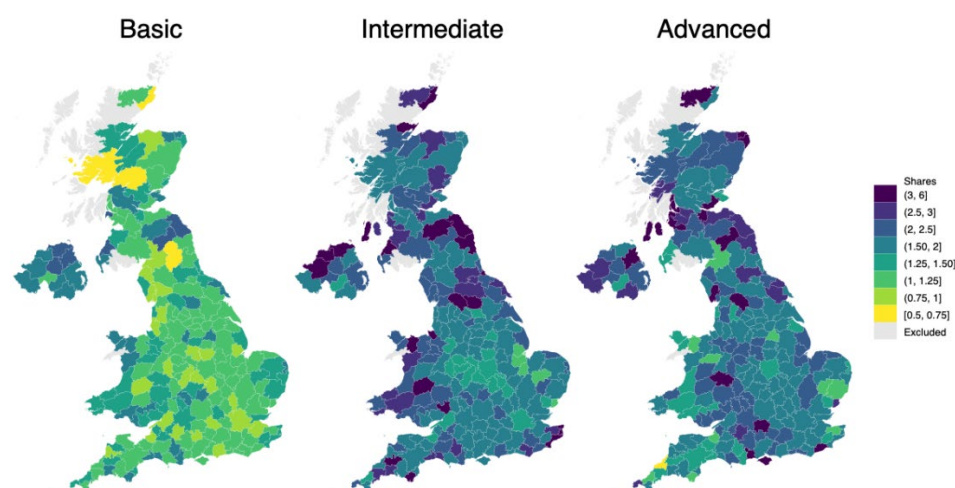 Basic
Intermediate
Advanced
Shares
(3, 6]
(2.5, 3]
(2, 2.5]
(1.50, 2]
(1.25, 1.50]
(1, 1.25]
(0.75, 1]
[0.5, 0.75]
Excluded